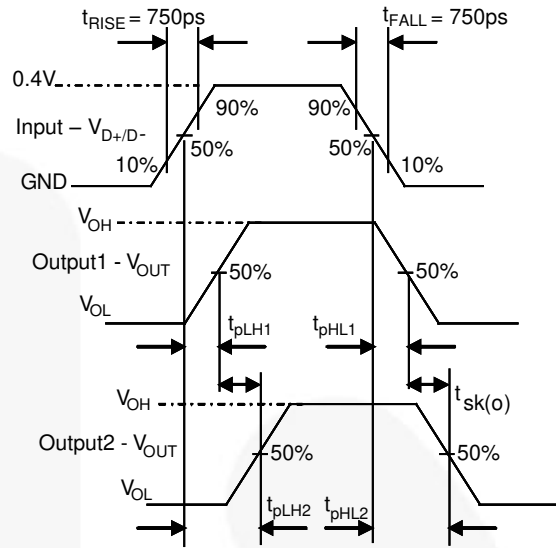 tRISE = 750ps
tFALL = 750ps
0.4V
90%
90%
Input – VD+/D-
50%
50%
10%
10%
GND
VOH
Output1 - VOUT
50%
50%
VOL
tpLH1
tpHL1
VOH
tsk(o)
Output2 - VOUT
50%
50%
VOL
tpLH2
tpHL2